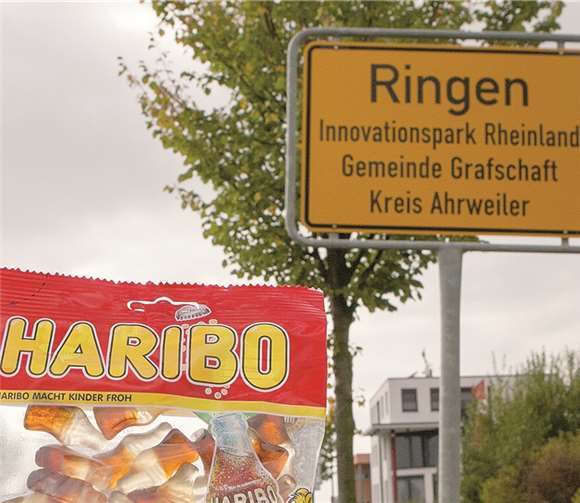 Ringen
Innovationspark Rheinland
Gemeinde Grafschaft
Kreis Ahrweiler
HARIBO
HARIBO MACHT KINDER FROH
HARIBO